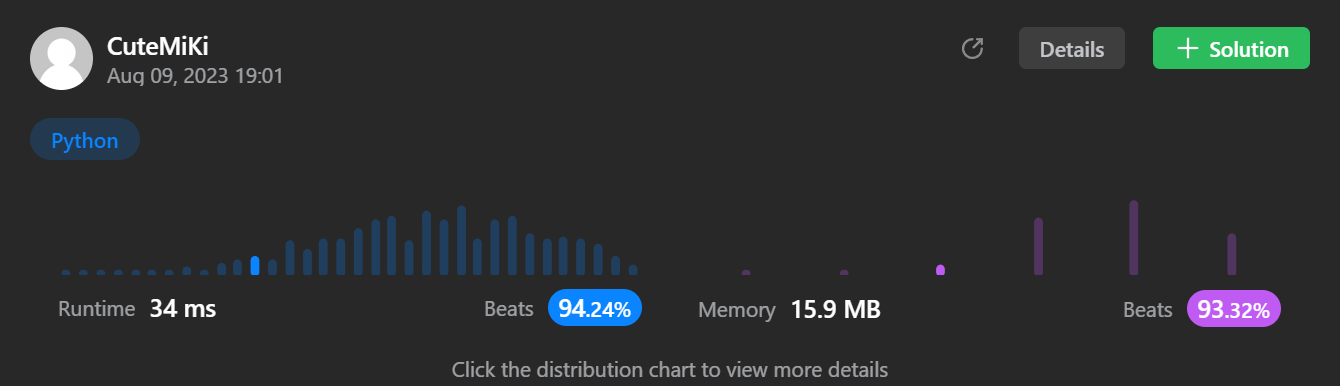 CuteMiKi
Aug 09, 2023 19:01
Details
+ Solution
Python
Runtime 34 ms Beats 94.24% Memory 15.9 MB Beats 93.32%
Click the distribution chart to view more details